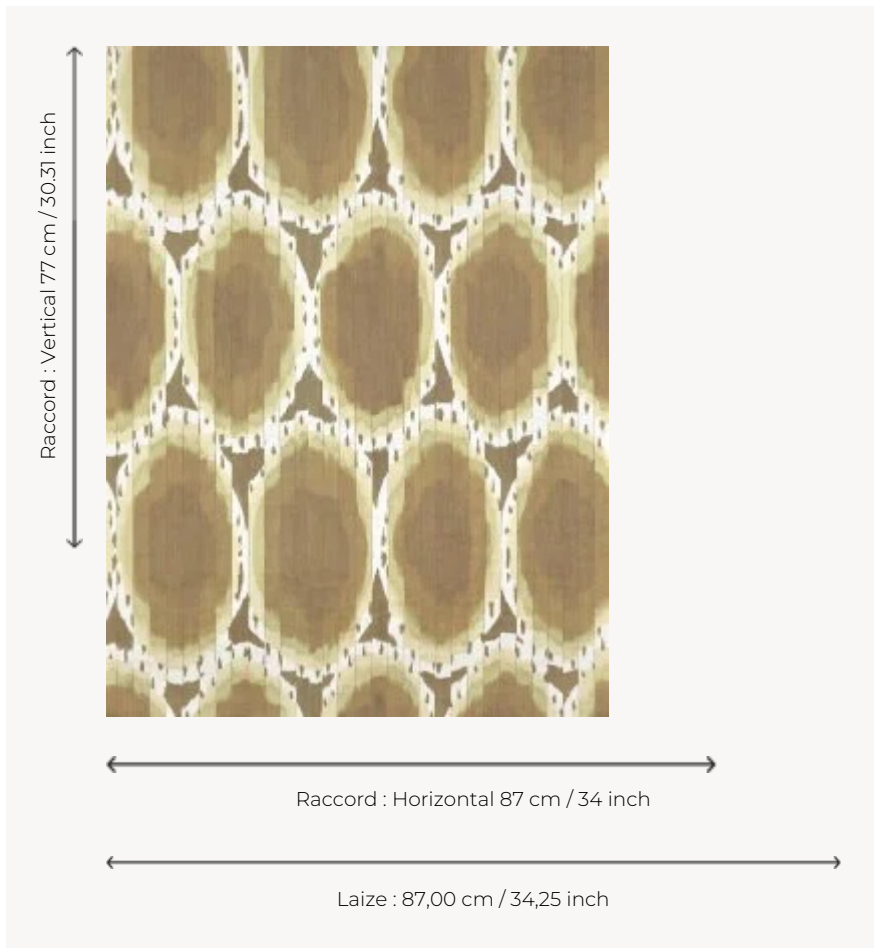 Raccord : Vertical 77 cm / 30.31 inch
Raccord : Horizontal 87 cm / 34 inch
Laize : 87,00 cm / 34,25 inch